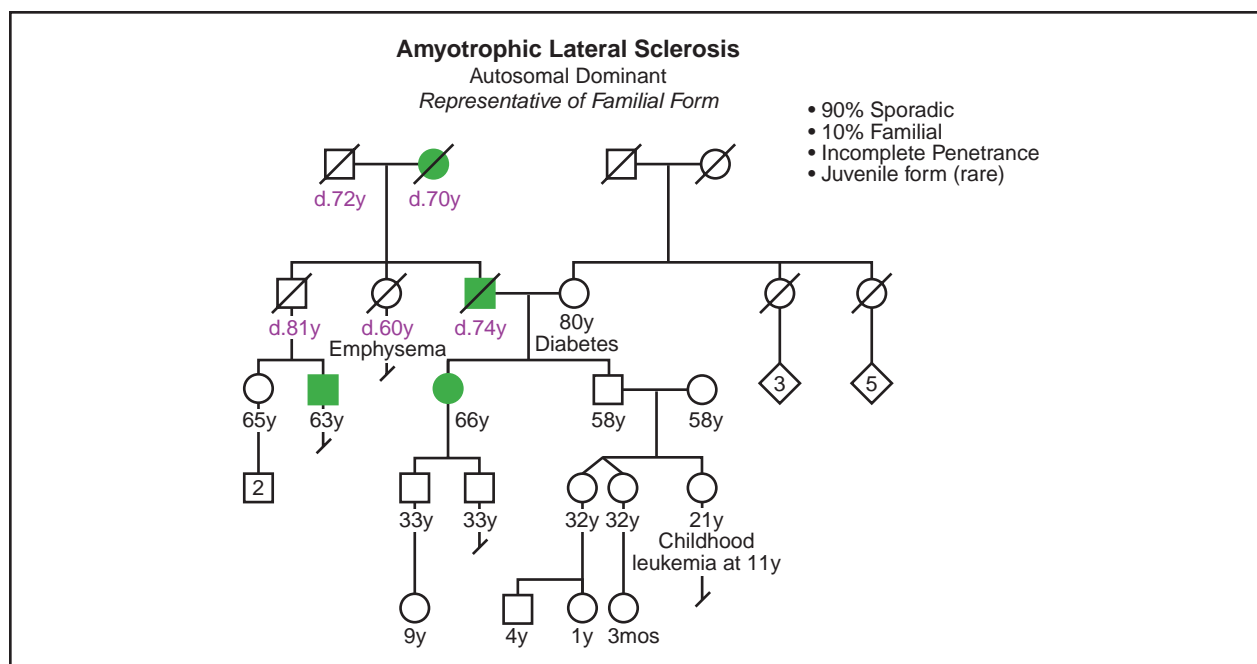 Amyotrophic Lateral Sclerosis
Autosomal Dominant
Representative of Familial Form
• 90% Sporadic
• 10% Familial
• Incomplete Penetrance
• Juvenile form (rare)
d.72y
d.70y
d.81y
d.60y
Emphysema
d.74y
80y
Diabetes
3
5
65y
63y
66y
58y
58y
2
33y
33y
32y
32y
21y
Childhood
leukemia at 11y
9y
4y
1y
3mos